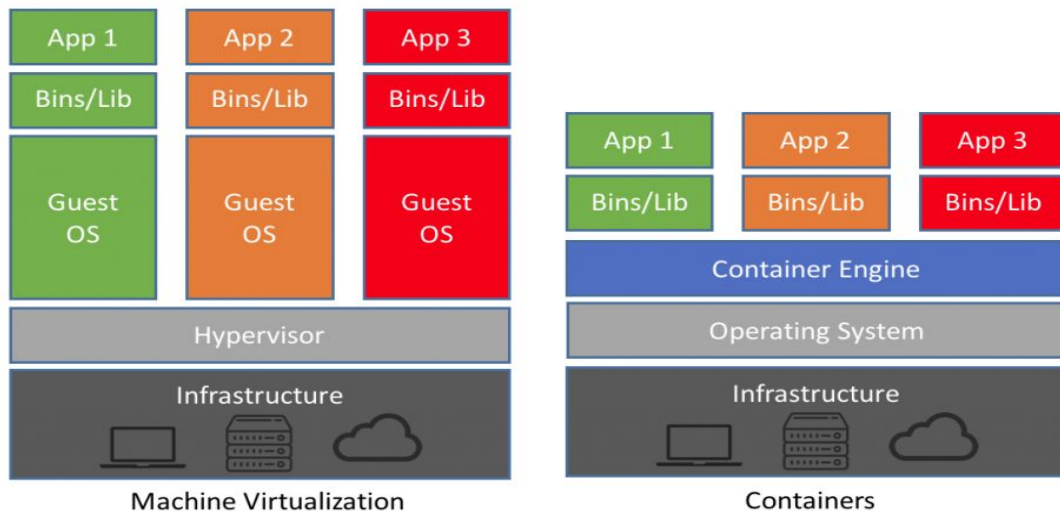 App 1
App 2
App 3
Bins/Lib
Bins/Lib
Bins/Lib
Guest
OS
Guest
OS
Guest
OS
Hypervisor
Infrastructure
Machine Virtualization
App 1
App 2
App 3
Bins/Lib
Bins/Lib
Bins/Lib
Container Engine
Operating System
Infrastructure
Containers